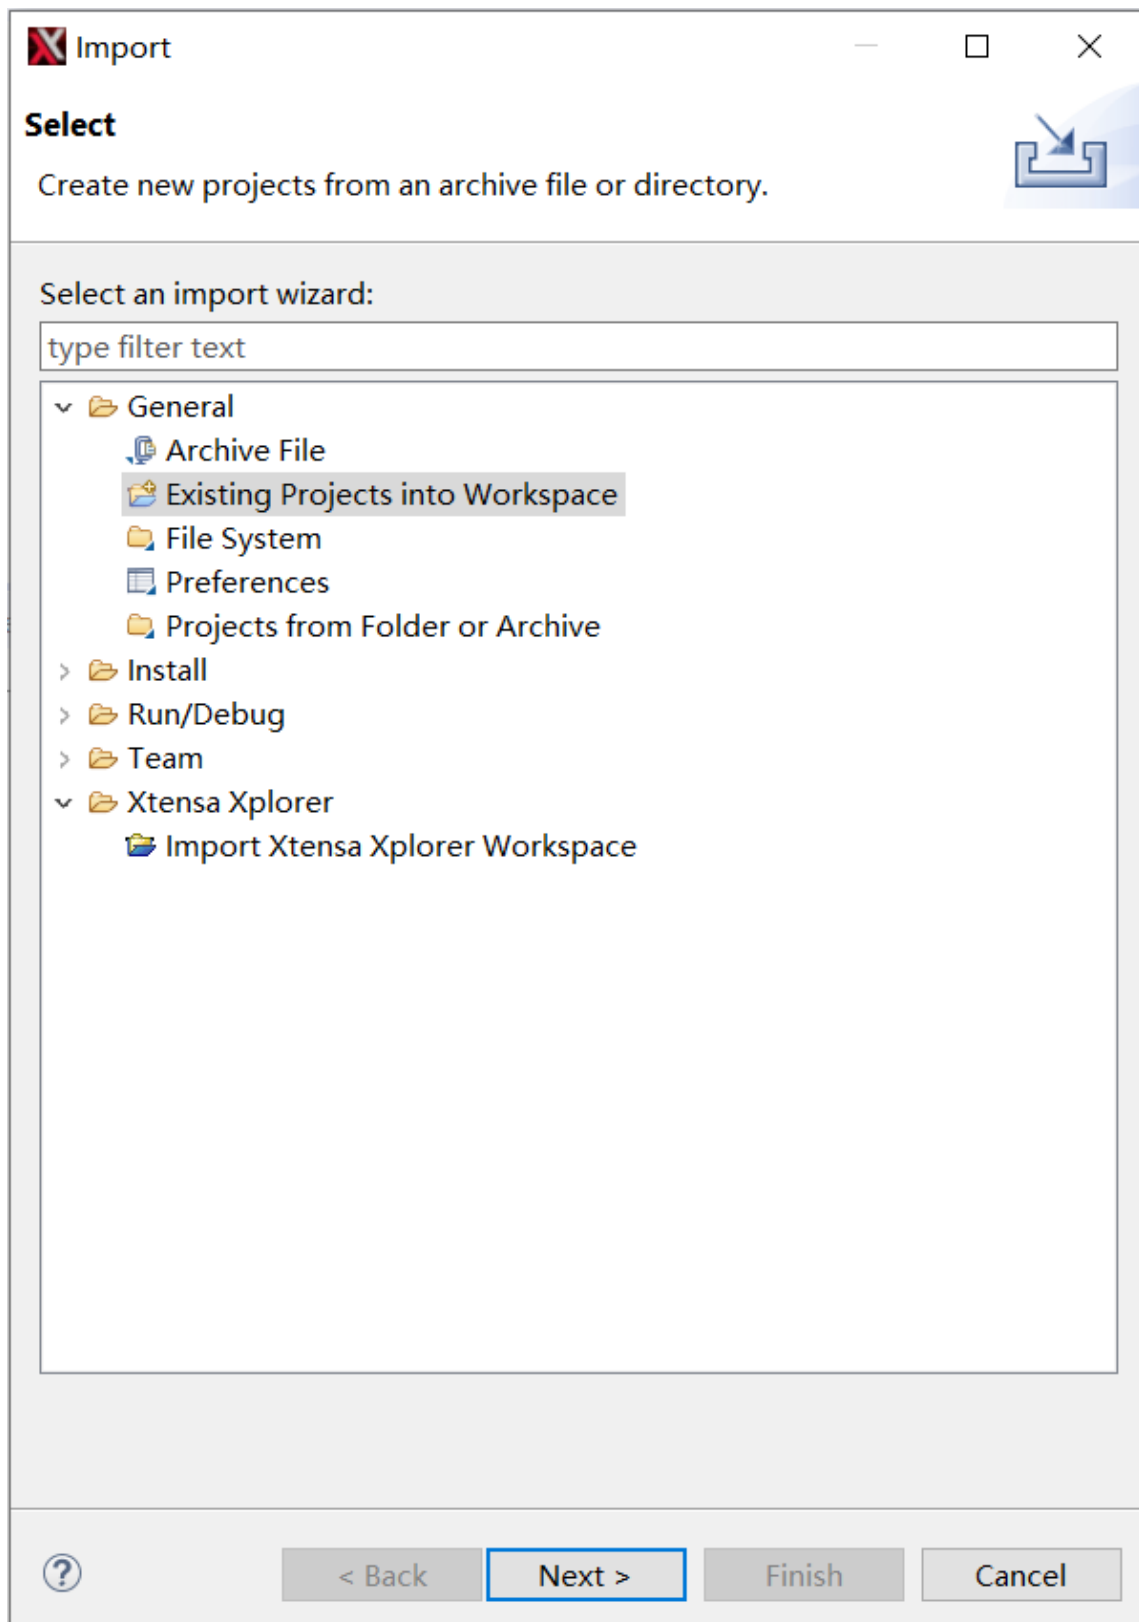 Import
Select
Create new projects from an archive file or directory.
Select an import wizard:
type filter text
General
Archive File
Existing Projects into Workspace
File System
Preferences
Projects from Folder or Archive
Install
Run/Debug
Team
Xtensa Xplorer
Import Xtensa Xplorer Workspace
? < Back Next > Finish Cancel